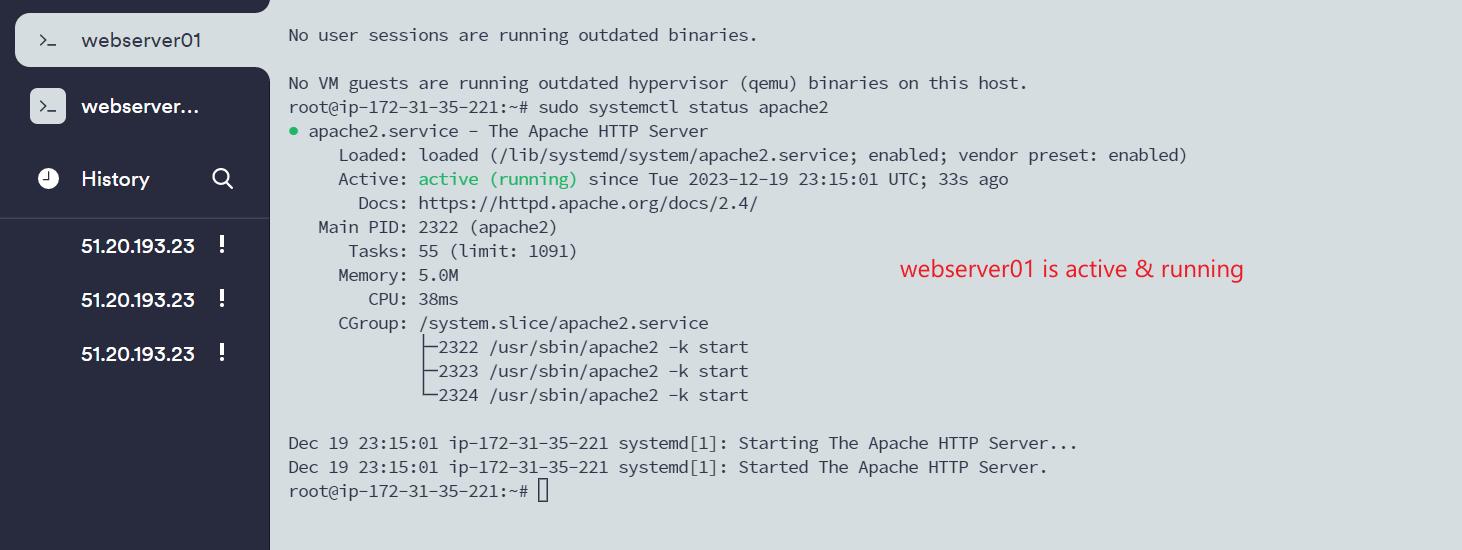 webserver01
webserver...
History
51.20.193.23 !
51.20.193.23 !
51.20.193.23 !
No user sessions are running outdated binaries.
No VM guests are running outdated hypervisor (qemu) binaries on this host.
root@ip-172-31-35-221:~# sudo systemctl status apache2
● apache2.service - The Apache HTTP Server
Loaded: loaded (/lib/systemd/system/apache2.service; enabled; vendor preset: enabled)
Active: active (running) since Tue 2023-12-19 23:15:01 UTC; 33s ago
Docs: https://httpd.apache.org/docs/2.4/
Main PID: 2322 (apache2)
Tasks: 55 (limit: 1091)
Memory: 5.0M
CPU: 38ms
CGroup: /system.slice/apache2.service
├─2322 /usr/sbin/apache2 -k start
├─2323 /usr/sbin/apache2 -k start
└─2324 /usr/sbin/apache2 -k start
Dec 19 23:15:01 ip-172-31-35-221 systemd[1]: Starting The Apache HTTP Server...
Dec 19 23:15:01 ip-172-31-35-221 systemd[1]: Started The Apache HTTP Server.
root@ip-172-31-35-221:~#
webserver01 is active & running